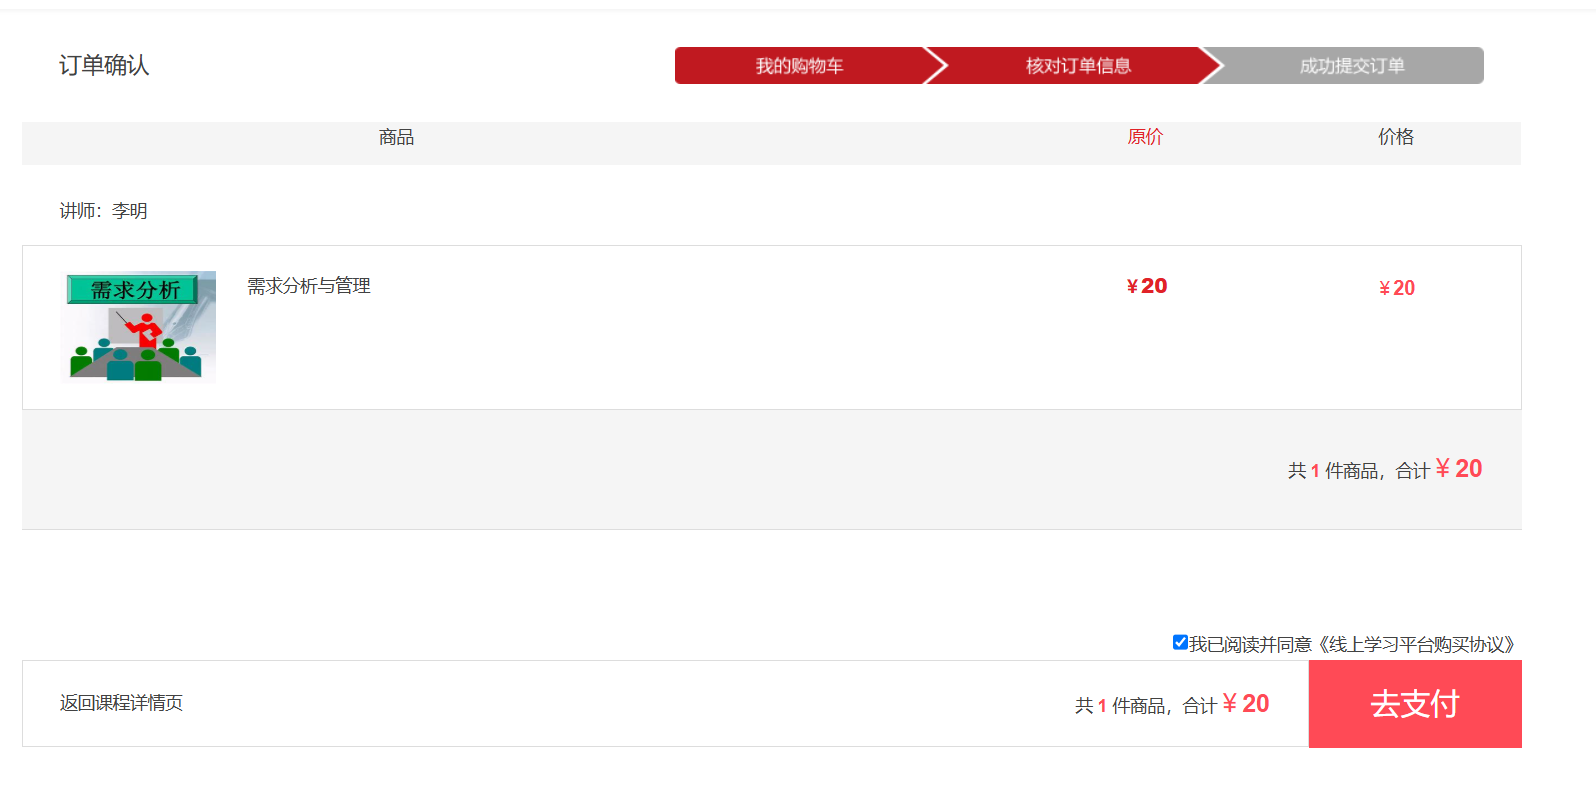 订单确认
我的购物车
核对订单信息
成功提交订单
商品
原价
价格
讲师：李明
需求分析
需求分析与管理
￥20
￥20
共 1 件商品，合计￥20
我已阅读并同意《线上学习平台购买协议》
返回课程详情页
共 1 件商品，合计￥20
去支付